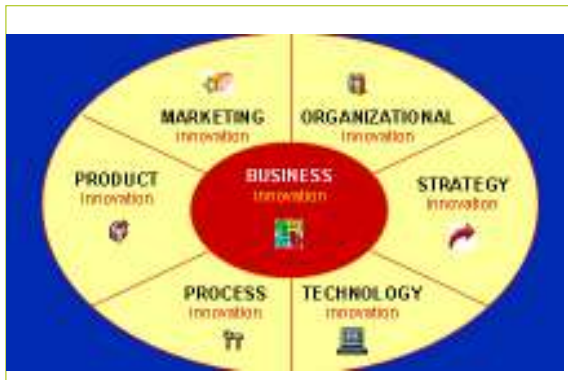 MARKETING
innovation
ORGANIZATIONAL
innovation
PRODUCT
innovation
BUSINESS
innovation
STRATEGY
innovation
PROCESS
innovation
TECHNOLOGY
innovation